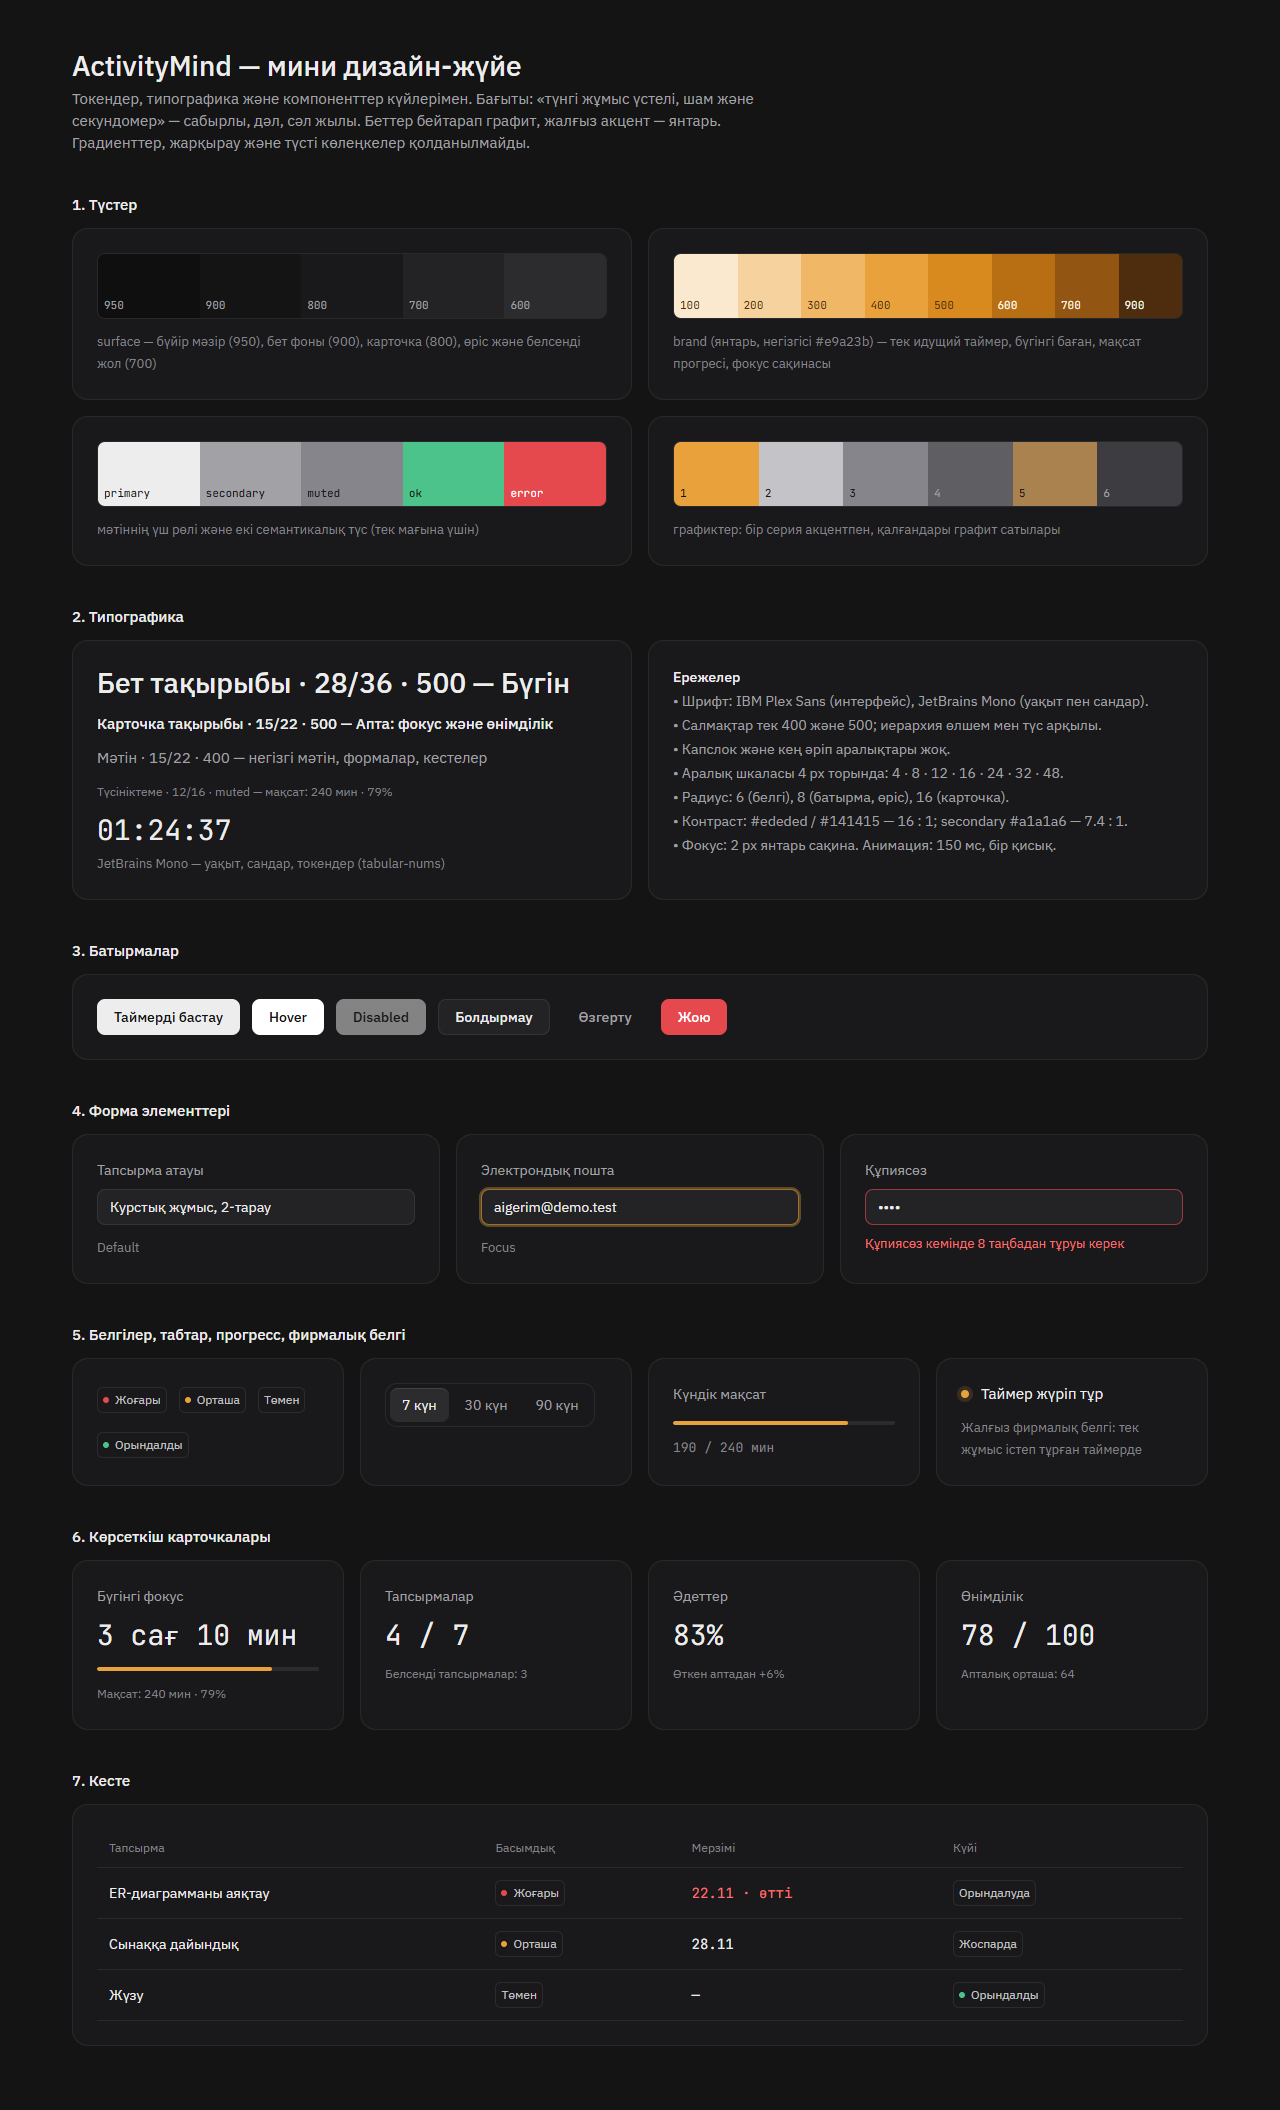 ActivityMind — мини дизайн-жүйе
Токендер, типографика және компоненттер күйлерімен. Бағыты: «түнгі жұмыс үстелі, шам және
секундомер» — сабырлы, дәл, сәл жылы. Беттер бейтарап графит, жалғыз акцент — янтарь.
Градиенттер, жарқырау және түсті көлеңкелер қолданылмайды.
1. Түстер
950 900 800 700 600
surface — бүйір мәзір (950), бет фоны (900), карточка (800), өріс және белсенді
жол (700)
100 200 300 400 500 600 700 900
brand (янтарь, негізгісі #e9a23b) — тек идущий таймер, бүгінгі баған, мақсат
прогресі, фокус сақинасы
primary secondary muted ok error
мәтіннің үш рөлі және екі семантикалық түс (тек мағына үшін)
1 2 3 4 5 6
графиктер: бір серия акцентпен, қалғандары графит сатылары
2. Типографика
Бет тақырыбы · 28/36 · 500 — Бүгін
Карточка тақырыбы · 15/22 · 500 — Апта: фокус және өнімділік
Мәтін · 15/22 · 400 — негізгі мәтін, формалар, кестелер
Түсініктеме · 12/16 · muted — мақсат: 240 мин · 79%
01:24:37
JetBrains Mono — уақыт, сандар, токендер (tabular-nums)
Ережелер
• Шрифт: IBM Plex Sans (интерфейс), JetBrains Mono (уақыт пен сандар).
• Салмақтар тек 400 және 500; иерархия өлшем мен түс арқылы.
• Капслок және кең әріп аралықтары жоқ.
• Аралық шкаласы 4 px торында: 4 · 8 · 12 · 16 · 24 · 32 · 48.
• Радиус: 6 (белгі), 8 (батырма, өріс), 16 (карточка).
• Контраст: #ededed / #141415 — 16 : 1; secondary #a1a1a6 — 7.4 : 1.
• Фокус: 2 px янтарь сақина. Анимация: 150 мс, бір қисық.
3. Батырмалар
Таймерді бастау Hover Disabled Болдырмау Өзгерту Жою
4. Форма элементтері
Тапсырма атауы
Курстық жұмыс, 2-тарау
Default
Электрондық пошта
aigerim@demo.test
Focus
Құпиясөз
••••
Құпиясөз кемінде 8 таңбадан тұруы керек
5. Белгілер, табтар, прогресс, фирмалық белгі
Жоғары Орташа Төмен
Орындалды
7 күн 30 күн 90 күн
Күндік мақсат
190 / 240 мин
Таймер жүріп тұр
Жалғыз фирмалық белгі: тек
жұмыс істеп тұрған таймерде
6. Көрсеткіш карточкалары
Бүгінгі фокус
3 сағ 10 мин
Мақсат: 240 мин · 79%
Тапсырмалар
4 / 7
Белсенді тапсырмалар: 3
Әдеттер
83%
Өткен аптадан +6%
Өнімділік
78 / 100
Апталық орташа: 64
7. Кесте
Тапсырма Басымдық Мерзімі Күйі
ER-диаграмманы аяқтау Жоғары 22.11 · өтті Орындалуда
Сынаққа дайындық Орташа 28.11 Жоспарда
Жүзу Төмен — Орындалды